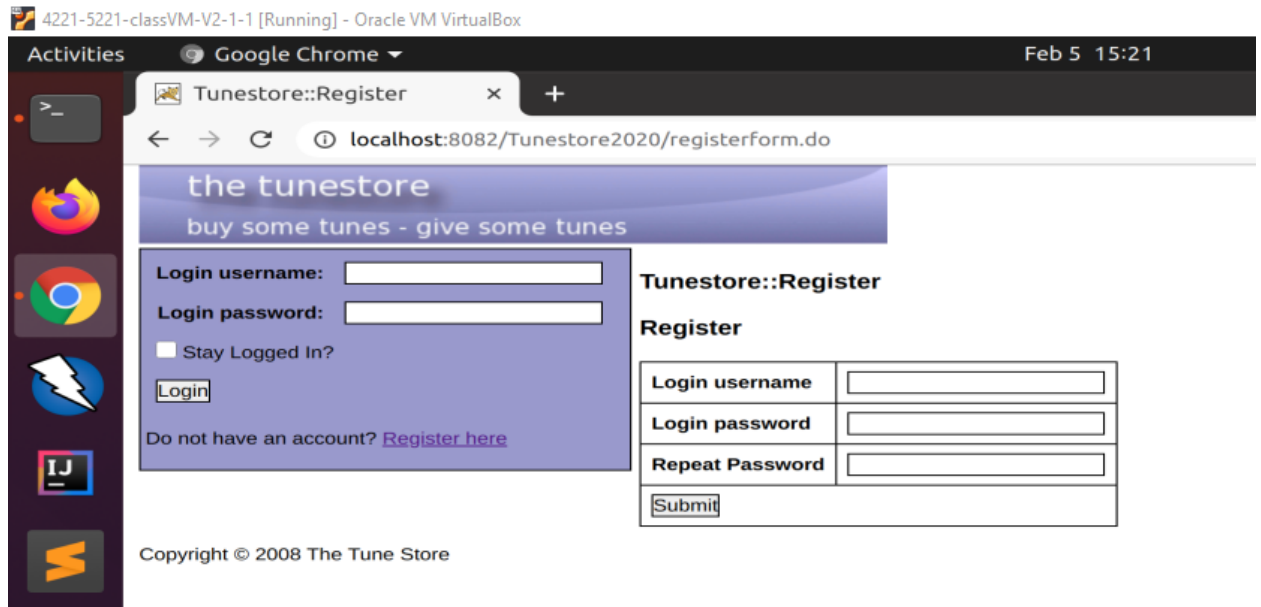 4221-5221-classVM-V2-1-1 [Running] - Oracle VM VirtualBox
Activities Google Chrome Feb 5 15:21
Tunestore::Register × +
localhost:8082/Tunestore2020/registerform.do
the tunestore
buy some tunes - give some tunes
Login username:
Login password:
Stay Logged In?
Login
Do not have an account? Register here
Tunestore::Register
Register
Login username
Login password
Repeat Password
Submit
Copyright © 2008 The Tune Store
>_
IJ